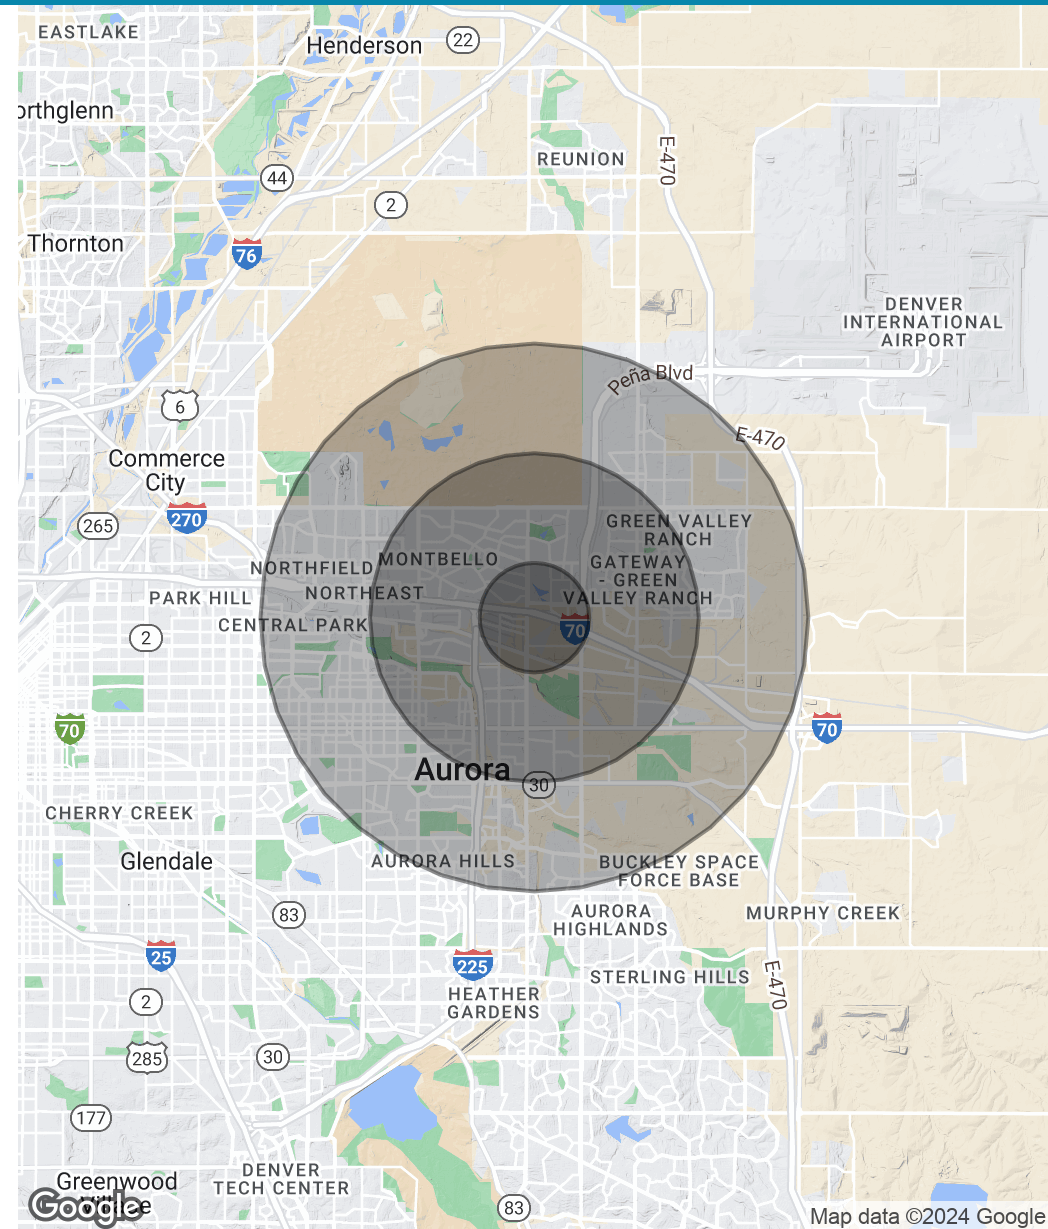 EASTLAKE
Henderson
22
orthglenn
E-470
REUNION
44
2
Thornton
76
DENVER
INTERNATIONAL
AIRPORT
Peña Blvd
6
E-470
Commerce
City
270
265
GREEN VALLEY
RANCH
MONTBELLO
NORTHFIELD
GATEWAY
- GREEN
VALLEY RANCH
NORTHEAST
PARK HILL
CENTRAL PARK
2
70
70
70
Aurora
30
CHERRY CREEK
Glendale
AURORA HILLS
BUCKLEY SPACE
FORCE BASE
83
AURORA
HIGHLANDS
MURPHY CREEK
25
225
STERLING HILLS
E-470
2
HEATHER
GARDENS
285
30
177
DENVER
TECH CENTER
Greenwood
Village
Google
83
Map data ©2024 Google